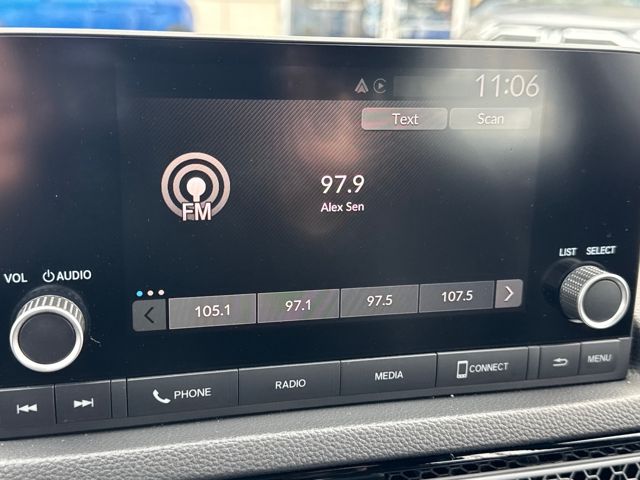 11:06
Text Scan
97.9
Alex Sen
FM
VOL AUDIO
LIST SELECT
105.1 97.1 97.5 107.5
PHONE RADIO MEDIA CONNECT MENU